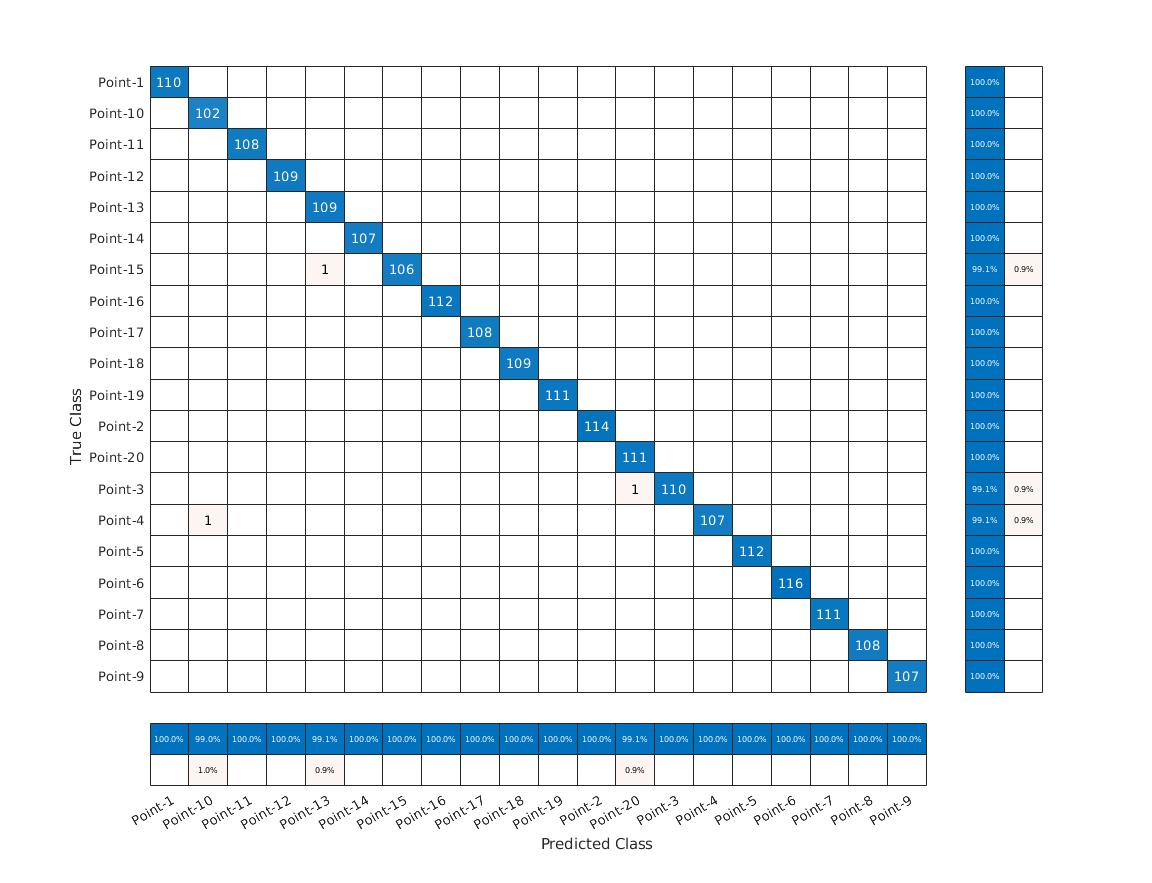 Point-1 110 100.0%
Point-10 102 100.0%
Point-11 108 100.0%
Point-12 109 100.0%
Point-13 109 100.0%
Point-14 107 100.0%
Point-15 1 106 99.1% 0.9%
Point-16 112 100.0%
Point-17 108 100.0%
Point-18 109 100.0%
Point-19 111 100.0%
Point-2 114 100.0%
Point-20 111 100.0%
Point-3 1 110 99.1% 0.9%
Point-4 1 107 99.1% 0.9%
Point-5 112 100.0%
Point-6 116 100.0%
Point-7 111 100.0%
Point-8 108 100.0%
Point-9 107 100.0%
True Class
100.0% 99.0% 100.0% 100.0% 99.1% 100.0% 100.0% 100.0% 100.0% 100.0% 100.0% 100.0% 99.1% 100.0% 100.0% 100.0% 100.0% 100.0% 100.0% 100.0%
1.0% 0.9% 0.9%
Point-1 Point-10 Point-11 Point-12 Point-13 Point-14 Point-15 Point-16 Point-17 Point-18 Point-19 Point-2 Point-20 Point-3 Point-4 Point-5 Point-6 Point-7 Point-8 Point-9
Predicted Class